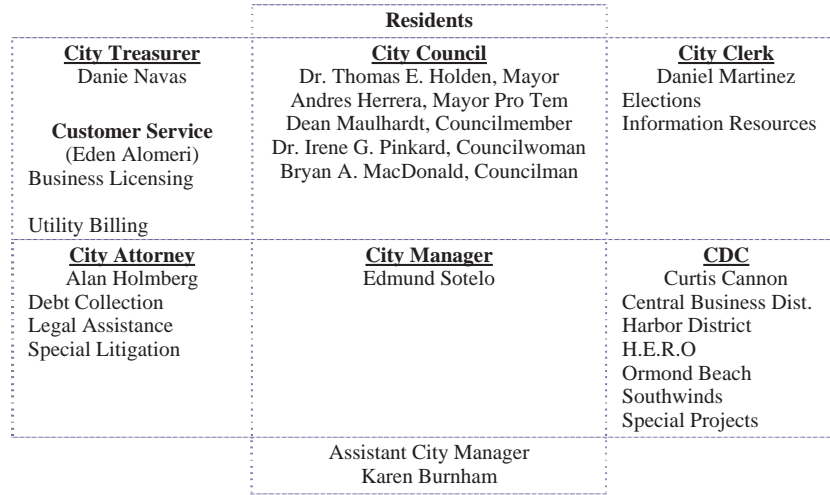 Residents
City Treasurer
Danie Navas
Customer Service
(Eden Alomeri)
Business Licensing
Utility Billing
City Council
Dr. Thomas E. Holden, Mayor
Andres Herrera, Mayor Pro Tem
Dean Maulhardt, Councilmember
Dr. Irene G. Pinkard, Councilwoman
Bryan A. MacDonald, Councilman
City Clerk
Daniel Martinez
Elections
Information Resources
City Attorney
Alan Holmberg
Debt Collection
Legal Assistance
Special Litigation
City Manager
Edmund Sotelo
CDC
Curtis Cannon
Central Business Dist.
Harbor District
H.E.R.O
Ormond Beach
Southwinds
Special Projects
Assistant City Manager
Karen Burnham